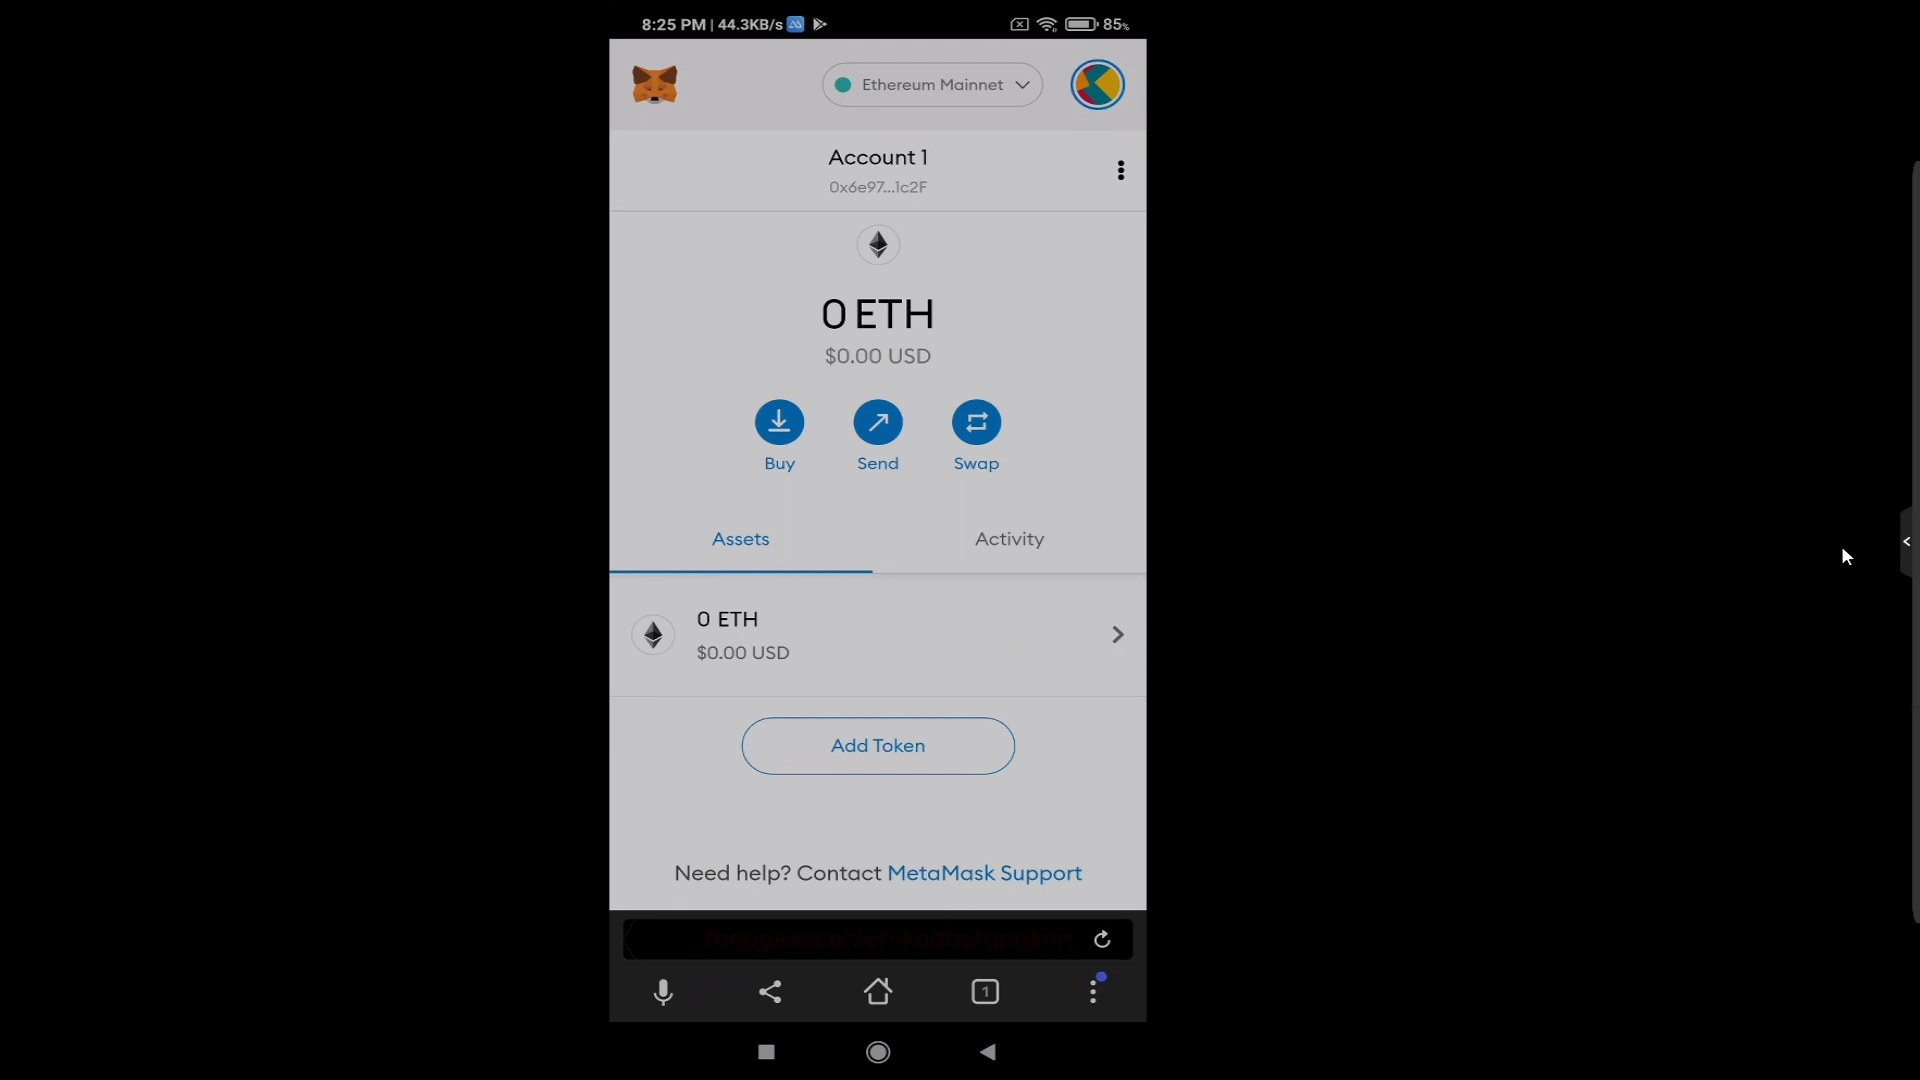 8:25 PM | 44.3KB/s 85%
Ethereum Mainnet
Account 1
0x6e97...1c2F
0 ETH
$0.00 USD
Buy Send Swap
Assets Activity
0 ETH
$0.00 USD
Add Token
Need help? Contact MetaMask Support
1